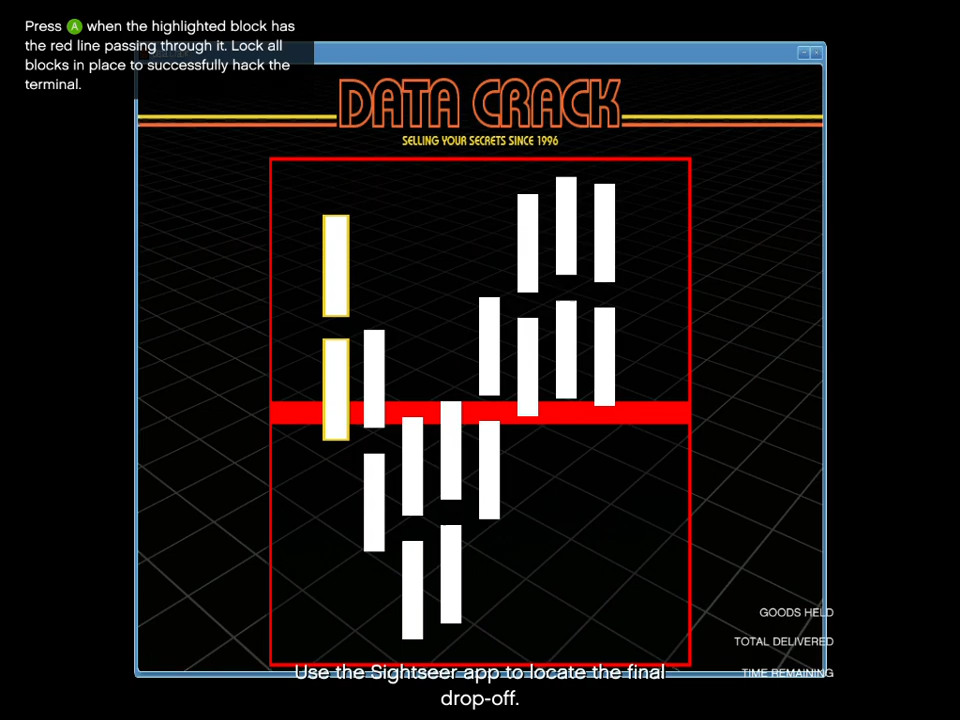 Press A when the highlighted block has
the red line passing through it. Lock all
blocks in place to successfully hack the
terminal.
DATA CRACK
SELLING YOUR SECRETS SINCE 1996
GOODS HELD
TOTAL DELIVERED
TIME REMAINING
Use the Sightseer app to locate the final
drop-off.